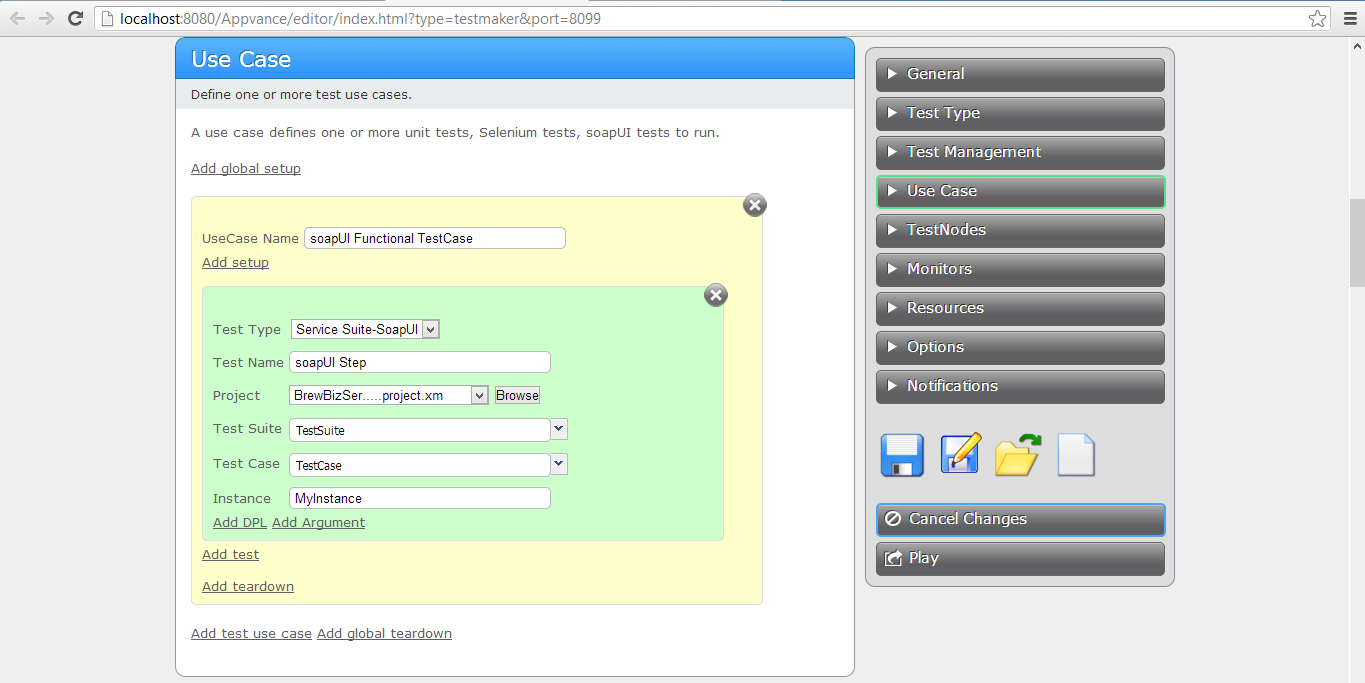 localhost:8080/Appvance/editor/index.html?type=testmaker&port=8099
Use Case
Define one or more test use cases.
A use case defines one or more unit tests, Selenium tests, soapUI tests to run.
Add global setup
UseCase Name soapUI Functional TestCase
Add setup
Test Type Service Suite-SoapUI
Test Name soapUI Step
Project BrewBizSer.....project.xm Browse
Test Suite TestSuite
Test Case TestCase
Instance MyInstance
Add DPL Add Argument
Add test
Add teardown
Add test use case Add global teardown
General
Test Type
Test Management
Use Case
TestNodes
Monitors
Resources
Options
Notifications
Cancel Changes
Play